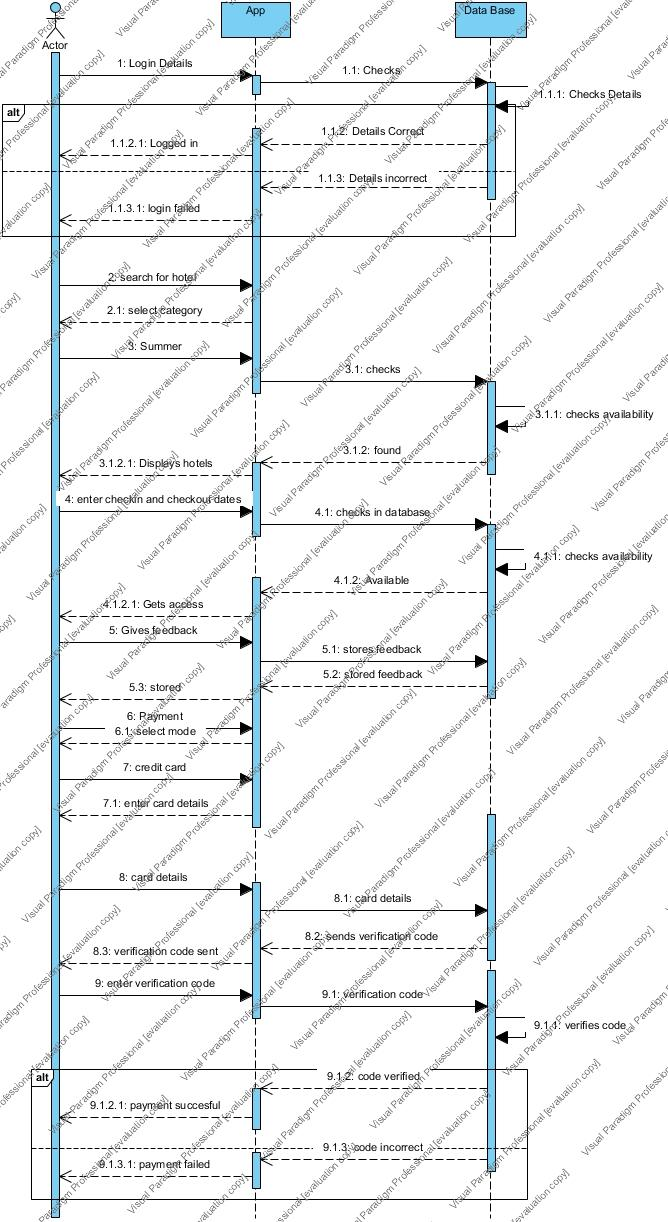 App
Data Base
Actor
1: Login Details
1.1: Checks
1.1.1: Checks Details
alt
1.1.2: Details Correct
1.1.2.1: Logged in
1.1.3: Details incorrect
1.1.3.1: login failed
2: search for hotel
2.1: select category
3: Summer
3.1: checks
3.1.1: checks availability
3.1.2: found
3.1.2.1: Displays hotels
4: enter checkin and checkout dates
4.1: checks in database
4.1.1: checks availability
4.1.2: Available
4.1.2.1: Gets access
5: Gives feedback
5.1: stores feedback
5.2: stored feedback
5.3: stored
6: Payment
6.1: select mode
7: credit card
7.1: enter card details
8: card details
8.1: card details
8.2: sends verification code
8.3: verification code sent
9: enter verification code
9.1: verification code
9.1.1: verifies code
alt
9.1.2: code verified
9.1.2.1: payment succesful
9.1.3: code incorrect
9.1.3.1: payment failed
Visual Paradigm Professional [evaluation copy]